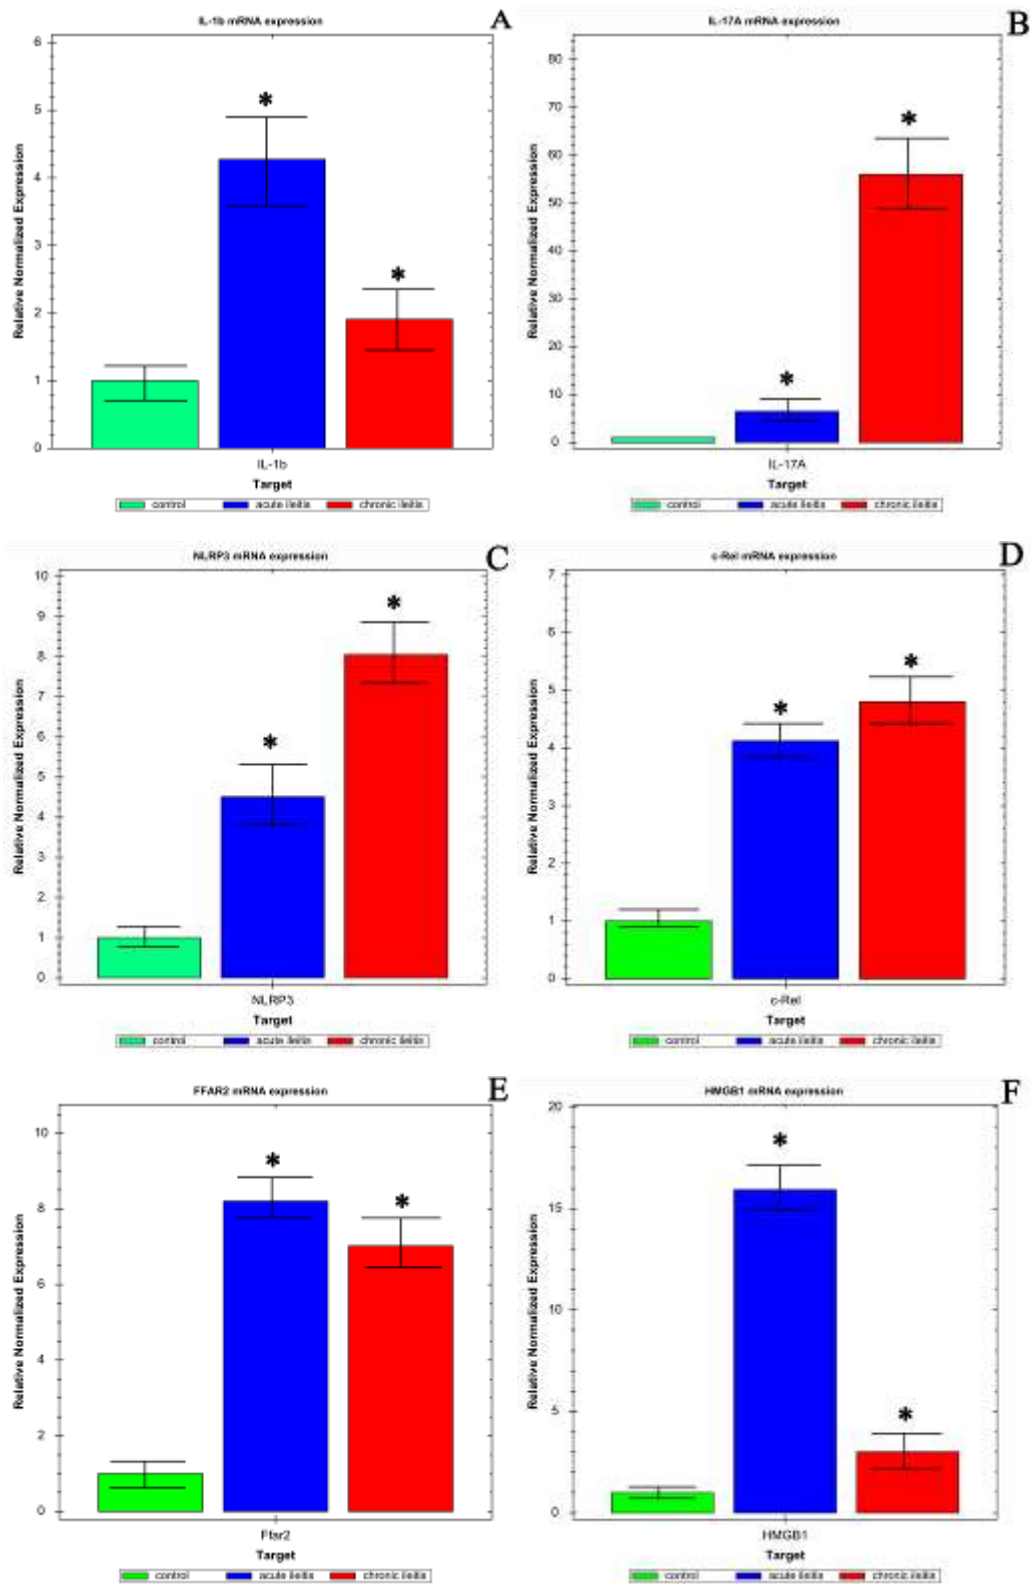 IL-1b mRNA expression
A
Relative Normalized Expression
6
5
4
3
2
1
0
*
*
IL-1b
Target
control acute ileitis chronic ileitis
IL-17A mRNA expression
B
Relative Normalized Expression
80
70
60
50
40
30
20
10
0
*
*
IL-17A
Target
control acute ileitis chronic ileitis
NLRP3 mRNA expression
C
Relative Normalized Expression
10
9
8
7
6
5
4
3
2
1
0
*
*
NLRP3
Target
control acute ileitis chronic ileitis
c-Rel mRNA expression
D
Relative Normalized Expression
7
6
5
4
3
2
1
0
*
*
c-Rel
Target
control acute ileitis chronic ileitis
FFAR2 mRNA expression
E
Relative Normalized Expression
10
8
6
4
2
0
*
*
Ffar2
Target
control acute ileitis chronic ileitis
HMGB1 mRNA expression
F
Relative Normalized Expression
20
15
10
5
0
*
*
HMGB1
Target
control acute ileitis chronic ileitis